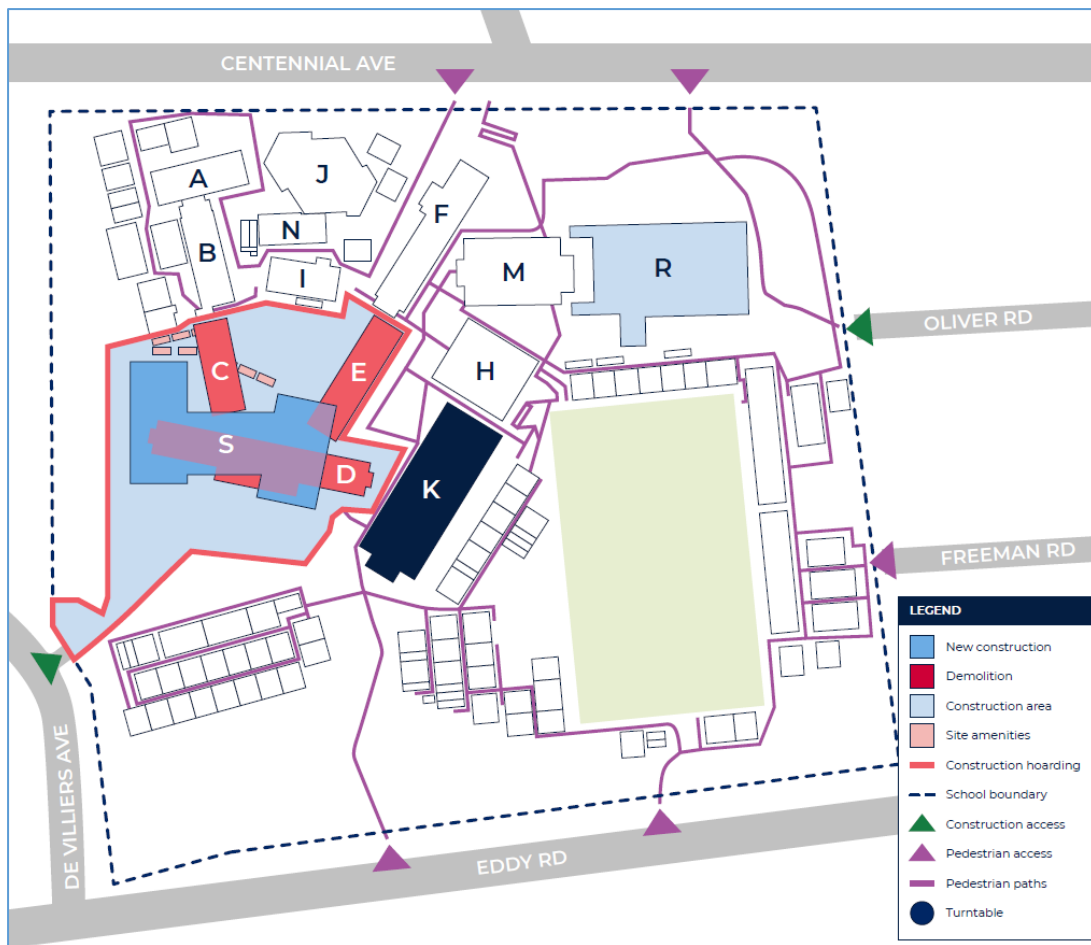 CENTENNIAL AVE
A
J
F
N
B
I
M
R
OLIVER RD
C
E
H
S
D
K
FREEMAN RD
DE VILLIERS AVE
EDDY RD
LEGEND
New construction
Demolition
Construction area
Site amenities
Construction hoarding
School boundary
Construction access
Pedestrian access
Pedestrian paths
Turntable